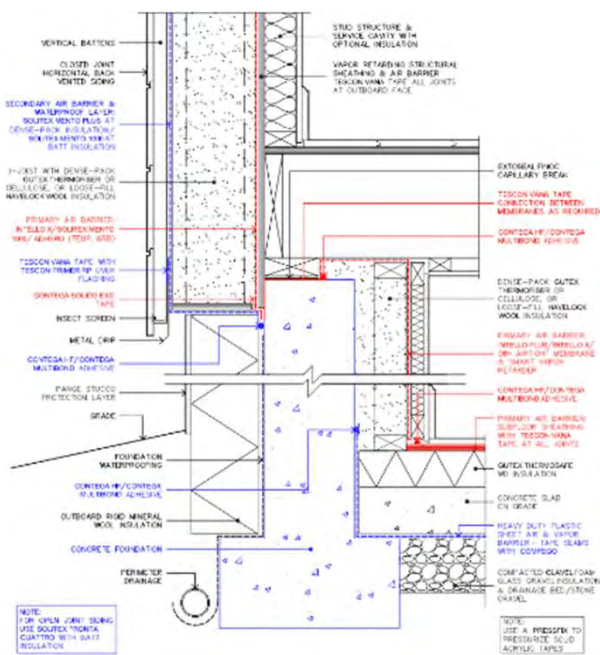 VERTICAL BATTENS
CLOSED JOINT
HORIZONTAL BACK
VENTED SIDING
SECONDARY AIR BARRIER &
WATERPROOF LAYER:
SOLITEX MENTO PLUS AT
DENSE-PACK INSULATION/
SOLITEX MENTO 1000 AT
BATT INSULATION
I-JOIST WITH DENSE-PACK
GUTEX THERMOFIBER OR
CELLULOSE, OR LOOSE-FILL
HAVELOCK WOOL INSULATION
PRIMARY AIR BARRIER:
INTELLO X/SOLITEX MENTO
1000/ADHERO (TEMP. WRB)
TESCON VANA TAPE WITH
TESCON PRIMER RP OVER
FLASHING
CONTEGA SOLIDO EXO
TAPE
INSECT SCREEN
METAL DRIP
CONTEGA HF/CONTEGA
MULTIBOND ADHESIVE
PARGE STUCCO
PROTECTION LAYER
GRADE
FOUNDATION
WATERPROOFING
CONTEGA HF/CONTEGA
MULTIBOND ADHESIVE
OUTBOARD RIGID MINERAL
WOOL INSULATION
CONCRETE FOUNDATION
PERIMETER
DRAINAGE
NOTE:
FOR OPEN JOINT SIDING
USE SOLITEX FRONTA
QUATTRO WITH BATT
INSULATION
STUD STRUCTURE &
SERVICE CAVITY WITH
OPTIONAL INSULATION
VAPOR RETARDING STRUCTURAL
SHEATHING & AIR BARRIER
TESCON VANA TAPE ALL JOINTS
AT OUTBOARD FACE
EXTOSEAL FINOC
CAPILLARY BREAK
TESCON VANA TAPE
CONNECTION BETWEEN
MEMBRANES AS REQUIRED
CONTEGA HF/CONTEGA
MULTIBOND ADHESIVE
DENSE-PACK GUTEX
THERMOFIBER OR
CELLULOSE, OR
LOOSE-FILL HAVELOCK
WOOL INSULATION
PRIMARY AIR BARRIER:
INTELLO PLUS/INTELLO X/
DB+ AIRTIGHT MEMBRANE
& SMART VAPOR
RETARDER
CONTEGA HF/CONTEGA
MULTIBOND ADHESIVE
PRIMARY AIR BARRIER:
SUBFLOOR SHEATHING
WITH TESCON VANA
TAPE AT ALL JOINTS
GUTEX THERMOSAFE
WD INSULATION
CONCRETE SLAB
ON GRADE
HEAVY DUTY PLASTIC
SHEET AIR & VAPOR
BARRIER - TAPE SEAMS
WITH
COMPACTED GLAVEL FOAM
GLASS GRAVEL INSULATION
& DRAINAGE BED/STONE
GRAVEL
NOTE:
USE A PRESSFIX TO
PRESSURIZE SOLID
ACRYLIC TAPES